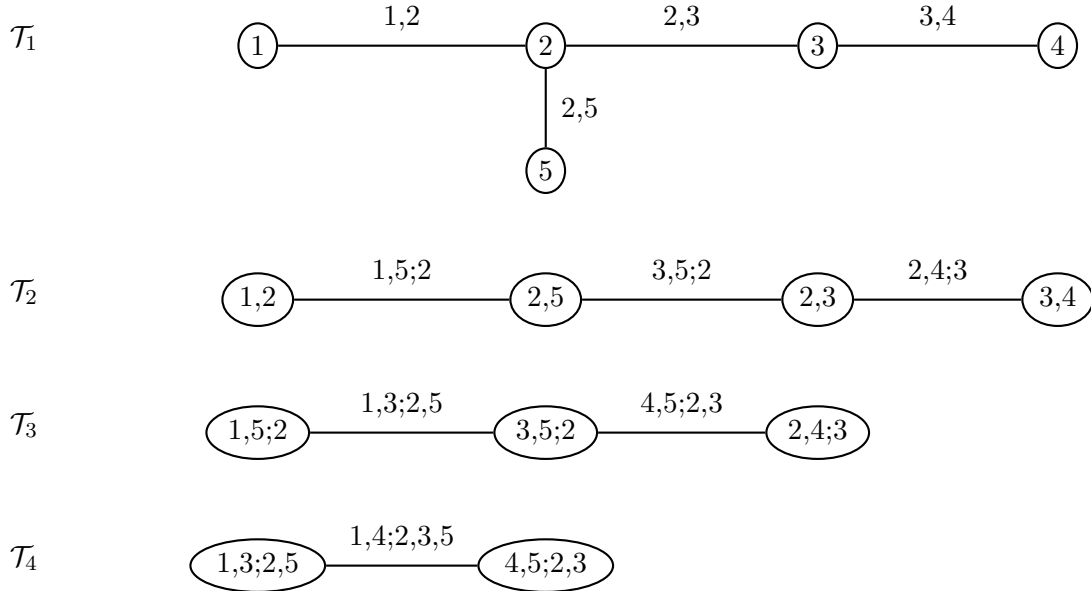 1,2 2,3 3,4
𝒯₁ 1 2 3 4
2,5
5
1,5;2 3,5;2 2,4;3
𝒯₂ 1,2 2,5 2,3 3,4
1,3;2,5 4,5;2,3
𝒯₃ 1,5;2 3,5;2 2,4;3
1,4;2,3,5
𝒯₄ 1,3;2,5 4,5;2,3